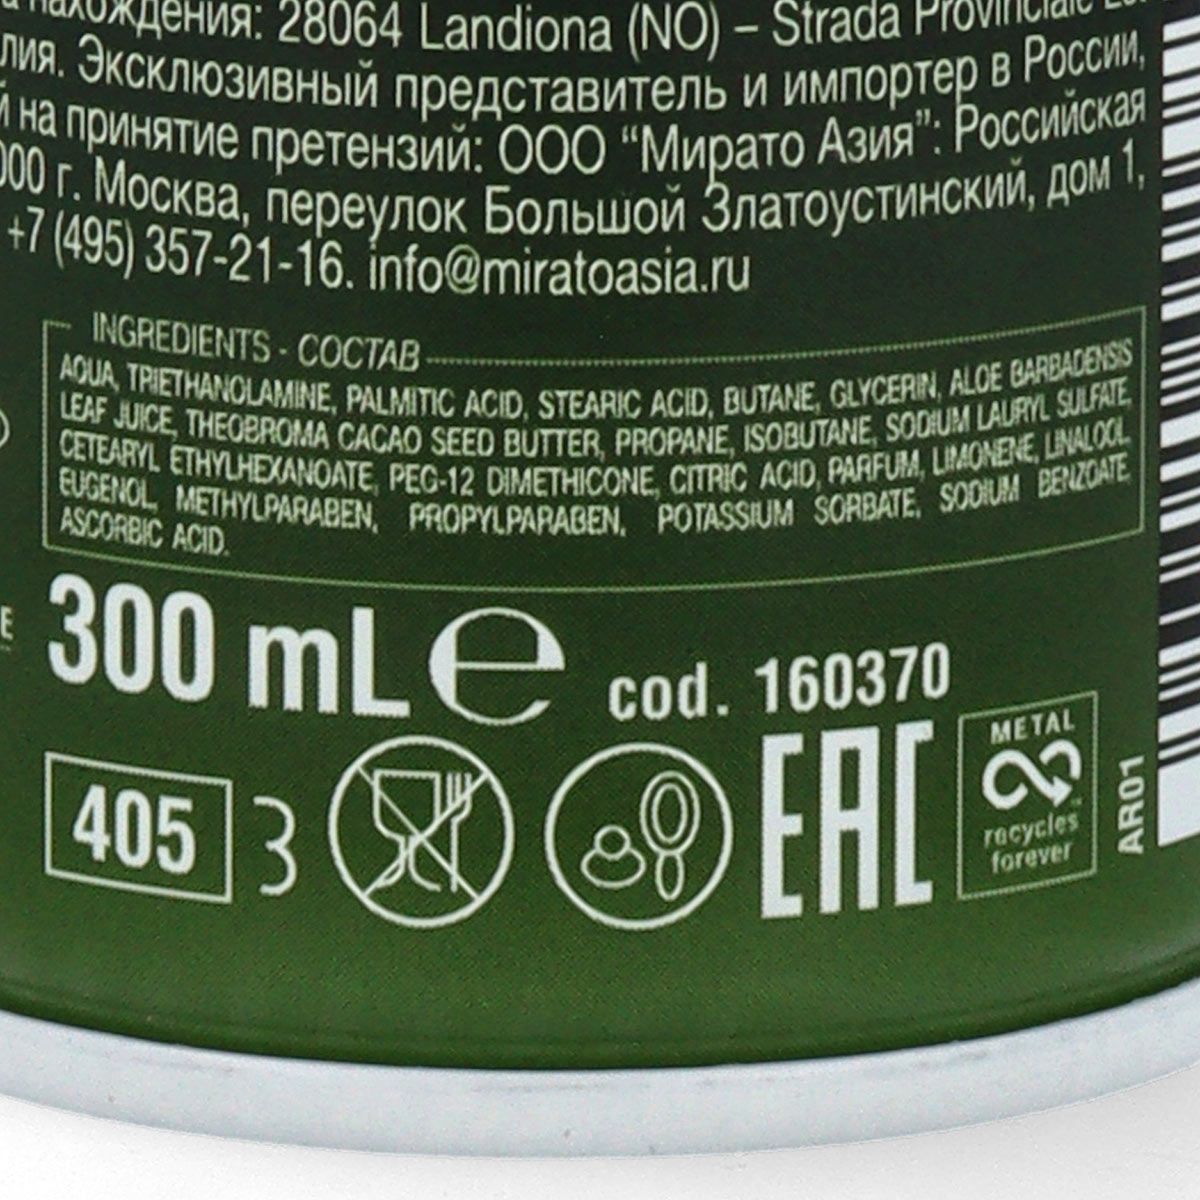 нахождения: 28064 Landiona (NO) – Strada Provinciale
Эксклюзивный представитель и импортер в России,
на принятие претензий: ООО “Мирато Азия”: Российская
000 г. Москва, переулок Большой Златоустинский, дом 1,
+7 (495) 357-21-16. info@miratoasia.ru
INGREDIENTS - СОСТАВ
AQUA, TRIETHANOLAMINE, PALMITIC ACID, STEARIC ACID, BUTANE, GLYCERIN, ALOE BARBADENSIS
LEAF JUICE, THEOBROMA CACAO SEED BUTTER, PROPANE, ISOBUTANE, SODIUM LAURYL SULFATE,
CETEARYL ETHYLHEXANOATE, PEG-12 DIMETHICONE, CITRIC ACID, PARFUM, LIMONENE, LINALOOL,
EUGENOL, METHYLPARABEN, PROPYLPARABEN, POTASSIUM SORBATE, SODIUM BENZOATE,
ASCORBIC ACID.
300 mL e
cod. 160370
405
3
EAC
METAL
recycles
forever
AR01